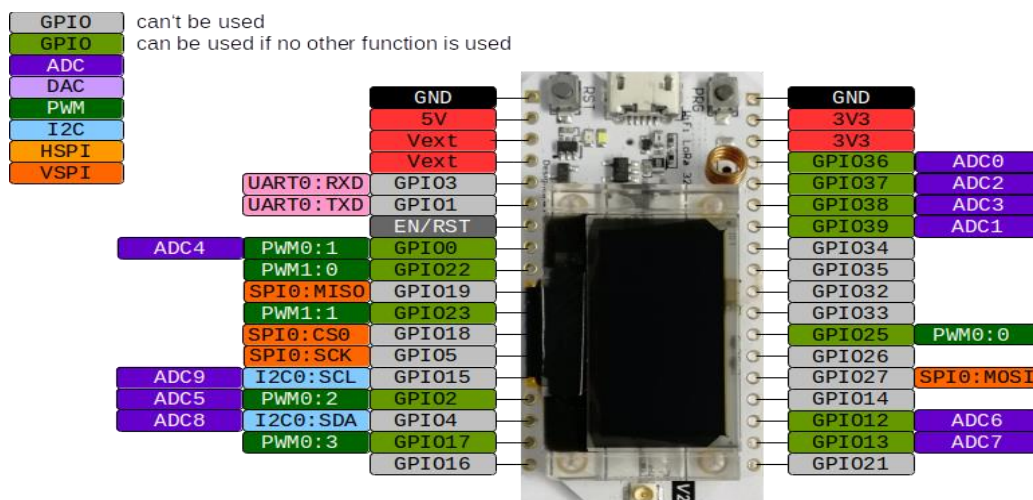 GPIO can't be used
GPIO can be used if no other function is used
ADC
DAC
PWM
I2C
HSPI
VSPI
GND
5V
Vext
Vext
UART0:RXD GPIO3
UART0:TXD GPIO1
EN/RST
ADC4 PWM0:1 GPIO0
PWM1:0 GPIO22
SPI0:MISO GPIO19
PWM1:1 GPIO23
SPI0:CS0 GPIO18
SPI0:SCK GPIO5
ADC9 I2C0:SCL GPIO15
ADC5 PWM0:2 GPIO2
ADC8 I2C0:SDA GPIO4
PWM0:3 GPIO17
GPIO16
RST
PRG
LoRa 32
V2
GND
3V3
3V3
GPIO36 ADC0
GPIO37 ADC2
GPIO38 ADC3
GPIO39 ADC1
GPIO34
GPIO35
GPIO32
GPIO33
GPIO25 PWM0:0
GPIO26
GPIO27 SPI0:MOSI
GPIO14
GPIO12 ADC6
GPIO13 ADC7
GPIO21